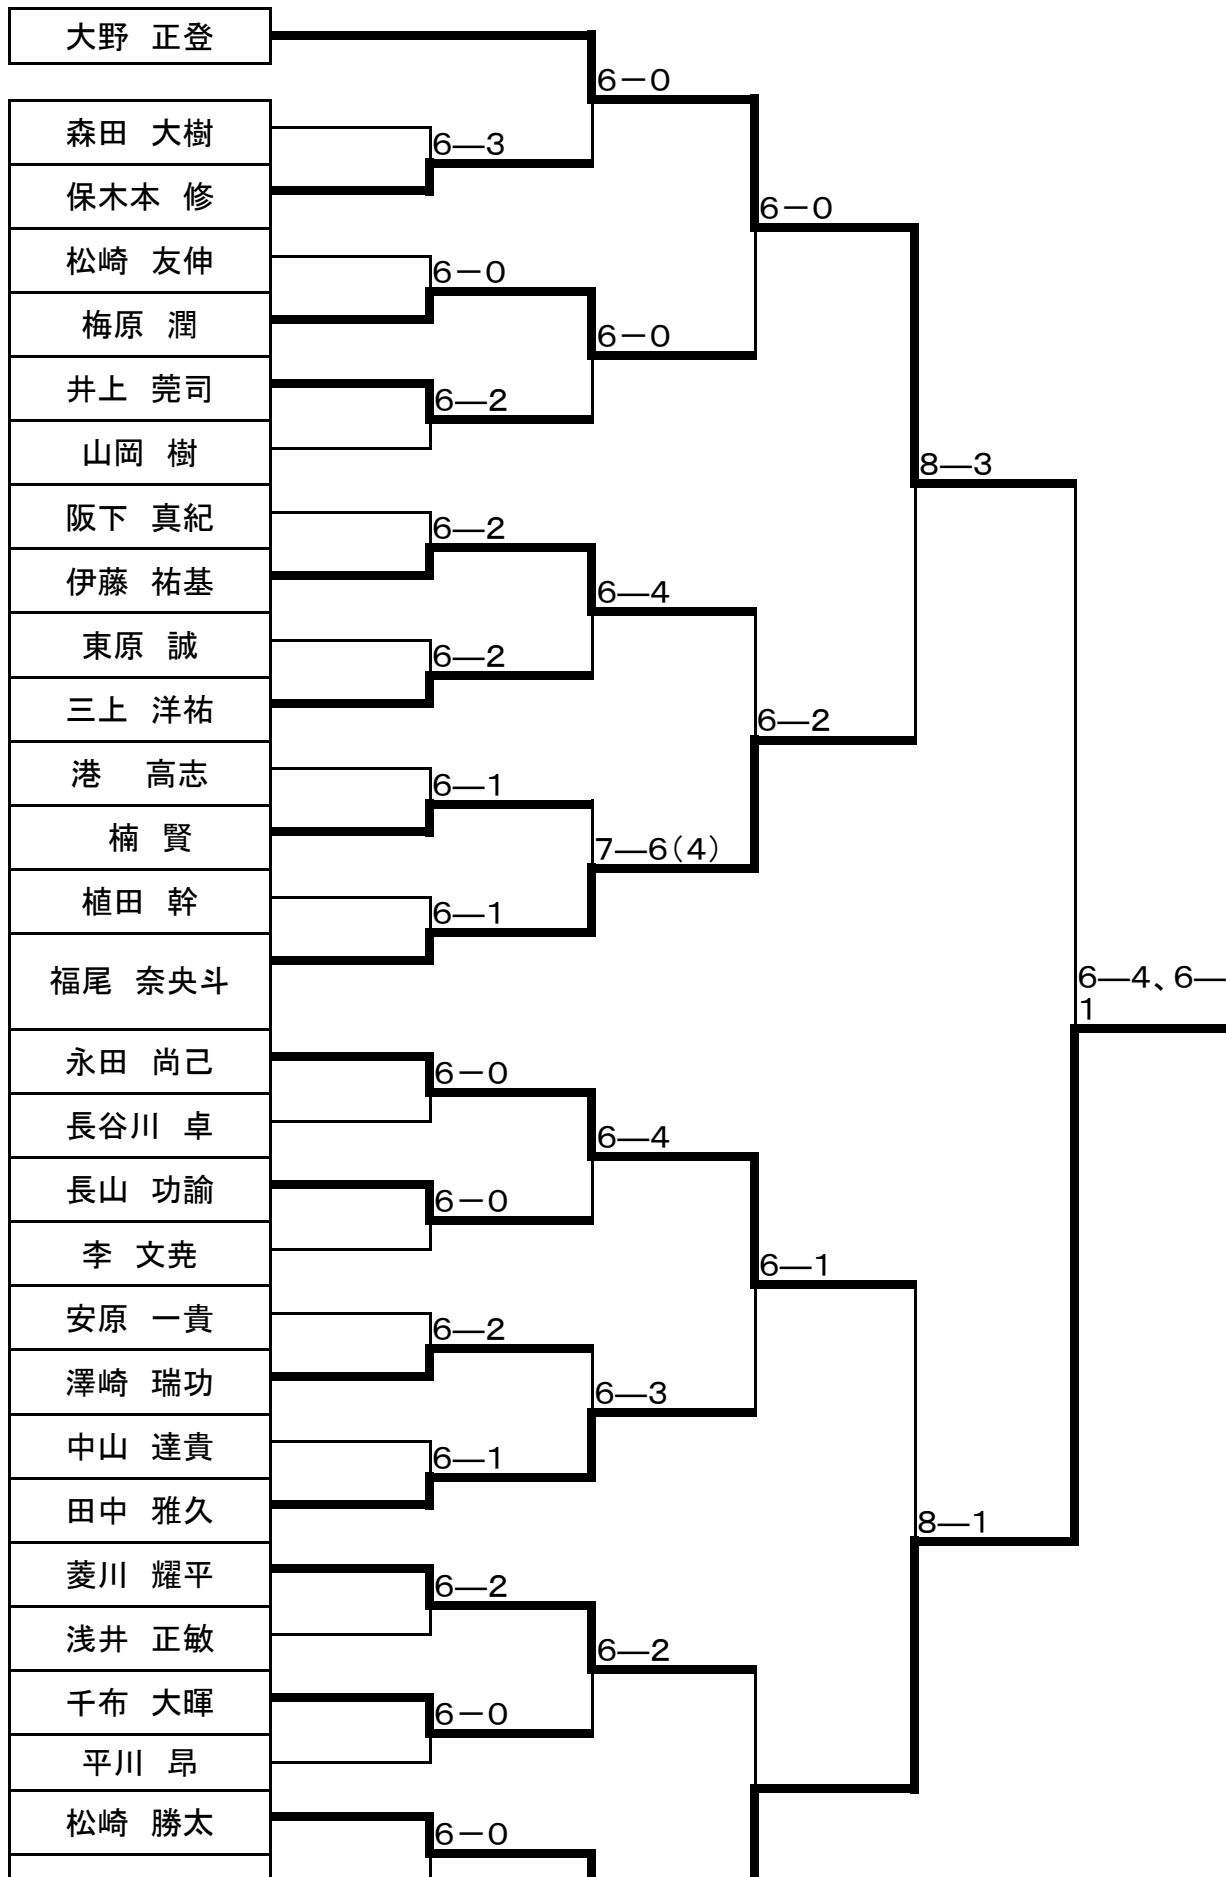 大野 正登
6－0
森田 大樹
6―3
保木本 修
6－0
松崎 友伸
6－0
梅原 潤
6－0
井上 莞司
6―2
山岡 樹
8―3
阪下 真紀
6―2
伊藤 祐基
6―4
東原 誠
6―2
三上 洋祐
6―2
港 高志
6―1
楠 賢
7―6（4）
植田 幹
6―1
福尾 奈央斗
6―4、6―
1
永田 尚己
6－0
長谷川 卓
6―4
長山 功諭
6－0
李 文尭
6―1
安原 一貴
6―2
澤崎 瑞功
6―3
中山 達貴
6―1
田中 雅久
8―1
菱川 耀平
6―2
浅井 正敏
6―2
千布 大暉
6－0
平川 昂
松崎 勝太
6－0